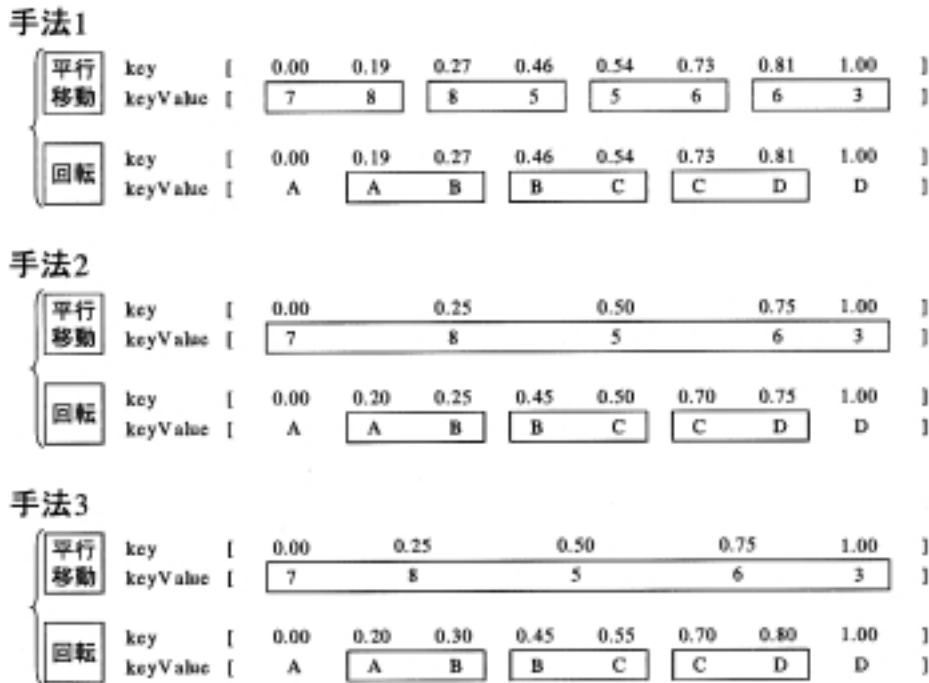 手法1
平行 key [ 0.00 0.19 0.27 0.46 0.54 0.73 0.81 1.00 ]
移動 keyValue [ 7 8 8 5 5 6 6 3 ]
回転 key [ 0.00 0.19 0.27 0.46 0.54 0.73 0.81 1.00 ]
keyValue [ A A B B C C D D ]
手法2
平行 key [ 0.00 0.25 0.50 0.75 1.00 ]
移動 keyValue [ 7 8 5 6 3 ]
回転 key [ 0.00 0.20 0.25 0.45 0.50 0.70 0.75 1.00 ]
keyValue [ A A B B C C D D ]
手法3
平行 key [ 0.00 0.25 0.50 0.75 1.00 ]
移動 keyValue [ 7 8 5 6 3 ]
回転 key [ 0.00 0.20 0.30 0.45 0.55 0.70 0.80 1.00 ]
keyValue [ A A B B C C D D ]